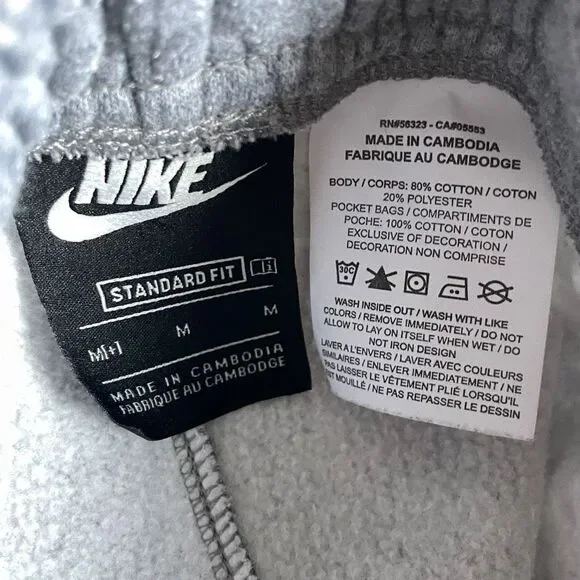 NIKE
STANDARD FIT
M[+] M M
MADE IN CAMBODIA
FABRIQUE AU CAMBODGE
RN#56323 - CA#05553
MADE IN CAMBODIA
FABRIQUE AU CAMBODGE
BODY / CORPS: 80% COTTON / COTON
20% POLYESTER
POCKET BAGS / COMPARTIMENTS DE
POCHE: 100% COTTON / COTON
EXCLUSIVE OF DECORATION /
DECORATION NON COMPRISE
30C
WASH INSIDE OUT / WASH WITH LIKE
COLORS / REMOVE IMMEDIATELY / DO NOT
ALLOW TO LAY ON ITSELF WHEN WET / DO
NOT IRON DESIGN
LAVER A L'ENVERS / LAVER AVEC COULEURS
SIMILAIRES / ENLEVER IMMEDIATEMENT / NE
PAS LAISSER LE VÊTEMENT PLIÉ LORSQU'IL
EST MOUILLÉ / NE PAS REPASSER LE DESSIN